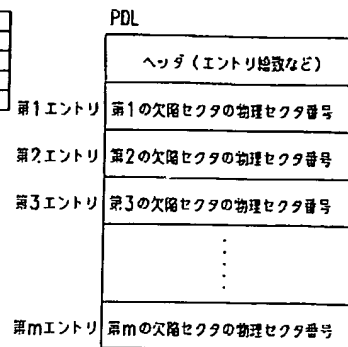 PDL
ヘッダ(エントリ総数など)
第1エントリ 第1の欠陥セクタの物理セクタ番号
第2エントリ 第2の欠陥セクタの物理セクタ番号
第3エントリ 第3の欠陥セクタの物理セクタ番号
第mエントリ 第mの欠陥セクタの物理セクタ番号